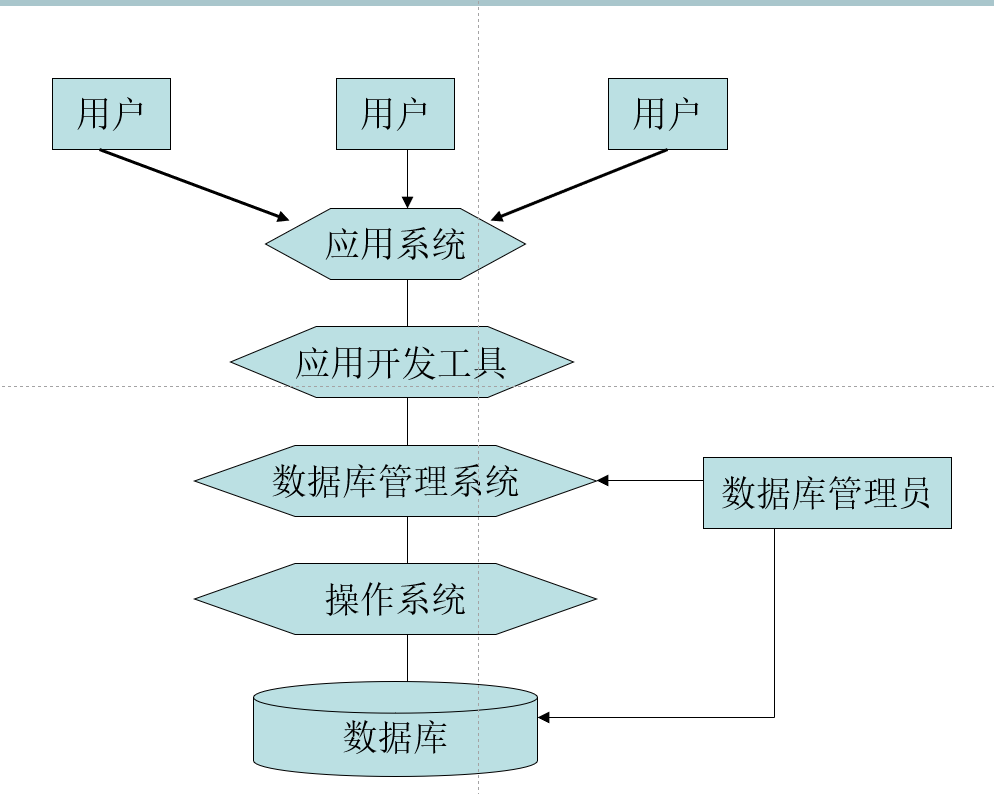 用户
用户
用户
应用系统
应用开发工具
数据库管理系统
数据库管理员
操作系统
数据库